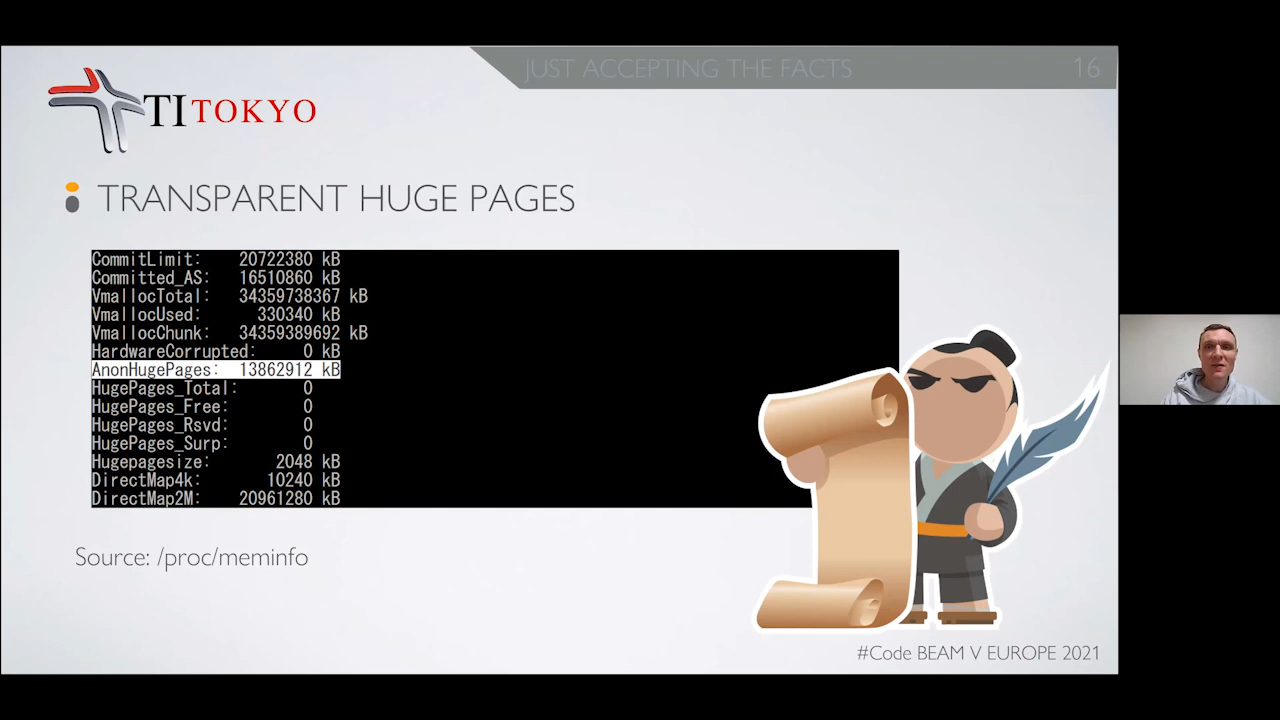 JUST ACCEPTING THE FACTS 16
TI TOKYO
TRANSPARENT HUGE PAGES
CommitLimit: 20722380 kB
Committed_AS: 16510860 kB
VmallocTotal: 34359738367 kB
VmallocUsed: 330340 kB
VmallocChunk: 34359389692 kB
HardwareCorrupted: 0 kB
AnonHugePages: 13862912 kB
HugePages_Total: 0
HugePages_Free: 0
HugePages_Rsvd: 0
HugePages_Surp: 0
Hugepagesize: 2048 kB
DirectMap4k: 10240 kB
DirectMap2M: 20961280 kB
Source: /proc/meminfo
#Code BEAM V EUROPE 2021